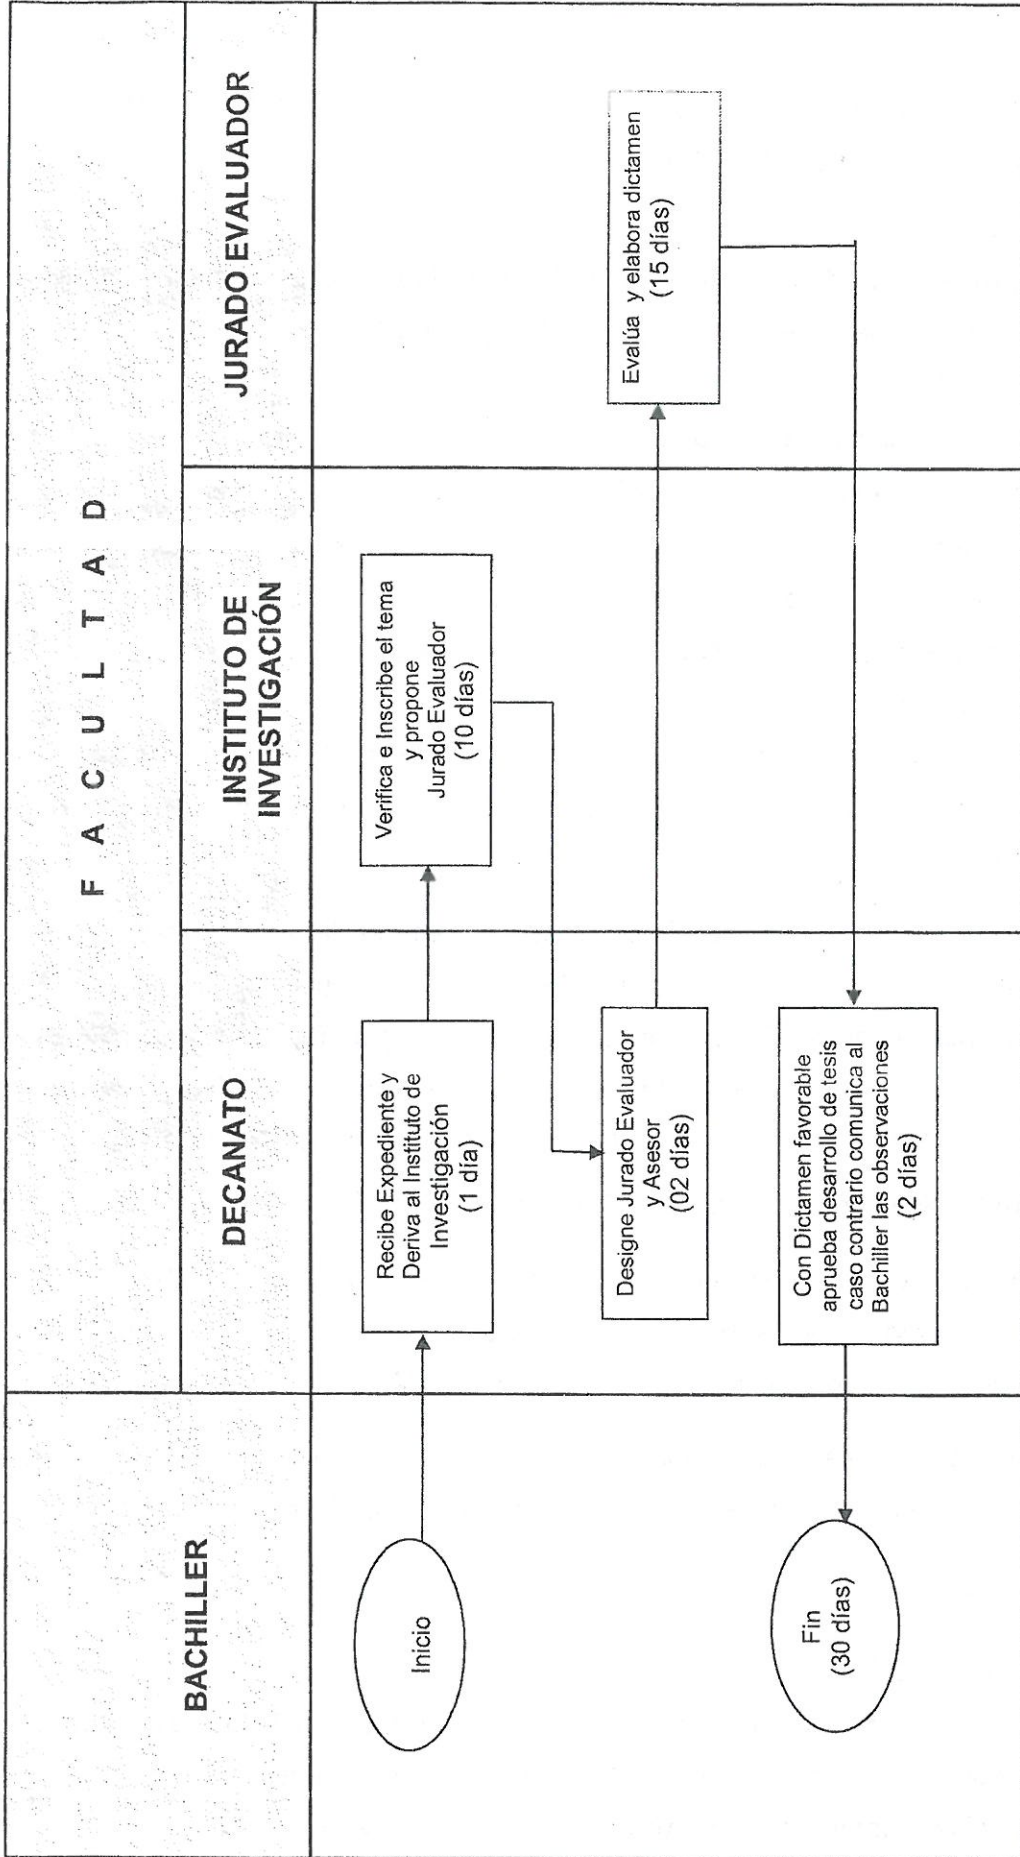 F A C U L T A D
BACHILLER
DECANATO
INSTITUTO DE
INVESTIGACIÓN
JURADO EVALUADOR
Inicio
Recibe Expediente y
Deriva al Instituto de
Investigación
(1 día)
Verifica e Inscribe el tema
y propone
Jurado Evaluador
(10 días)
Designe Jurado Evaluador
y Asesor
(02 días)
Evalúa y elabora dictamen
(15 días)
Con Dictamen favorable
aprueba desarrollo de tesis
caso contrario comunica al
Bachiller las observaciones
(2 días)
Fin
(30 días)